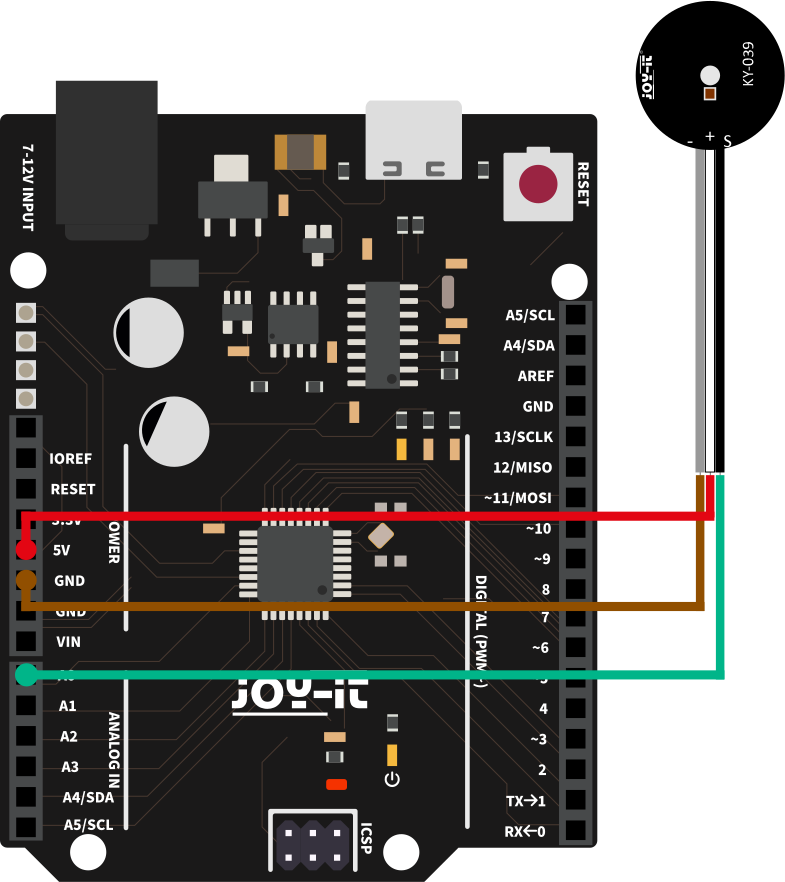 JOY-iT
KY-039
- + S
7-12V INPUT
RESET
IOREF
RESET
3.3V
5V
GND
GND
VIN
A0
A1
A2
A3
A4/SDA
A5/SCL
POWER
ANALOG IN
A5/SCL
A4/SDA
AREF
GND
13/SCLK
12/MISO
~11/MOSI
~10
~9
8
7
~6
5
4
~3
2
TX→1
RX←0
DIGITAL (PWM~)
JOY-iT
ICSP